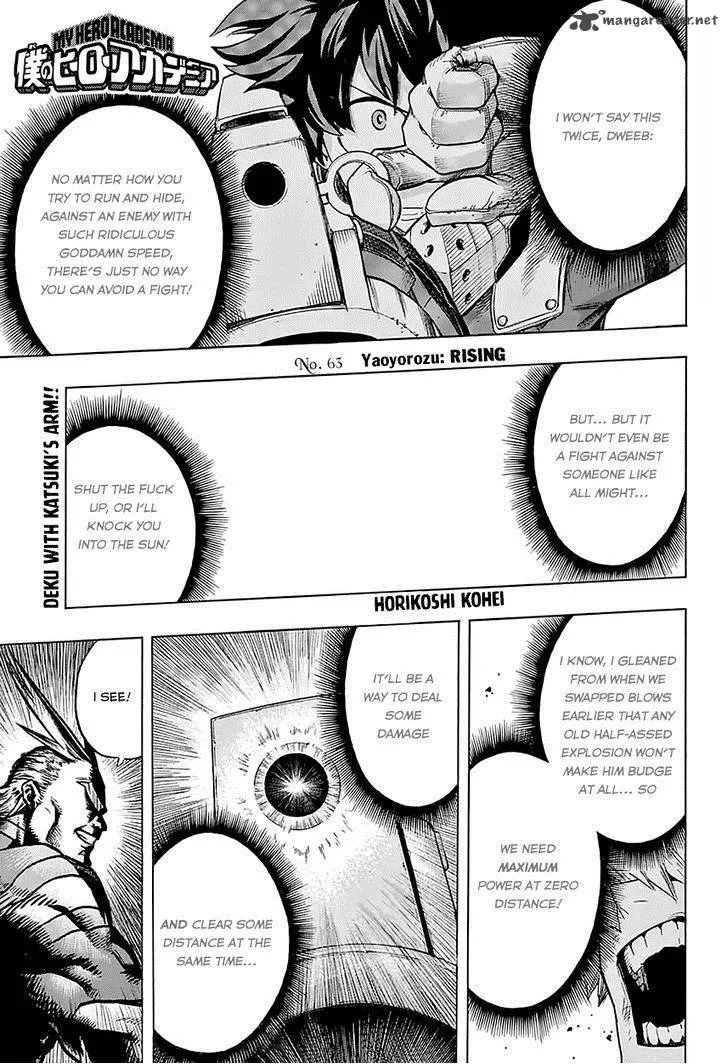 mangareader.net
MY HERO ACADEMIA
僕のヒーローアカデミア
I WON'T SAY THIS
TWICE, DWEEB:
NO MATTER HOW YOU
TRY TO RUN AND HIDE,
AGAINST AN ENEMY WITH
SUCH RIDICULOUS
GODDAMN SPEED,
THERE'S JUST NO WAY
YOU CAN AVOID A FIGHT!
No. 63 Yaoyorozu: RISING
BUT... BUT IT
WOULDN'T EVEN BE
A FIGHT AGAINST
SOMEONE LIKE
ALL MIGHT...
SHUT THE FUCK
UP, OR I'LL
KNOCK YOU
INTO THE SUN!
DEKU WITH KATSUKI'S ARM!!
HORIKOSHI KOHEI
I KNOW, I GLEANED
FROM WHEN WE
SWAPPED BLOWS
EARLIER THAT ANY
OLD HALF-ASSED
EXPLOSION WON'T
MAKE HIM BUDGE
AT ALL... SO
WE NEED
MAXIMUM
POWER AT ZERO
DISTANCE!
IT'LL BE A
WAY TO DEAL
SOME
DAMAGE
AND CLEAR SOME
DISTANCE AT THE
SAME TIME...
I SEE!